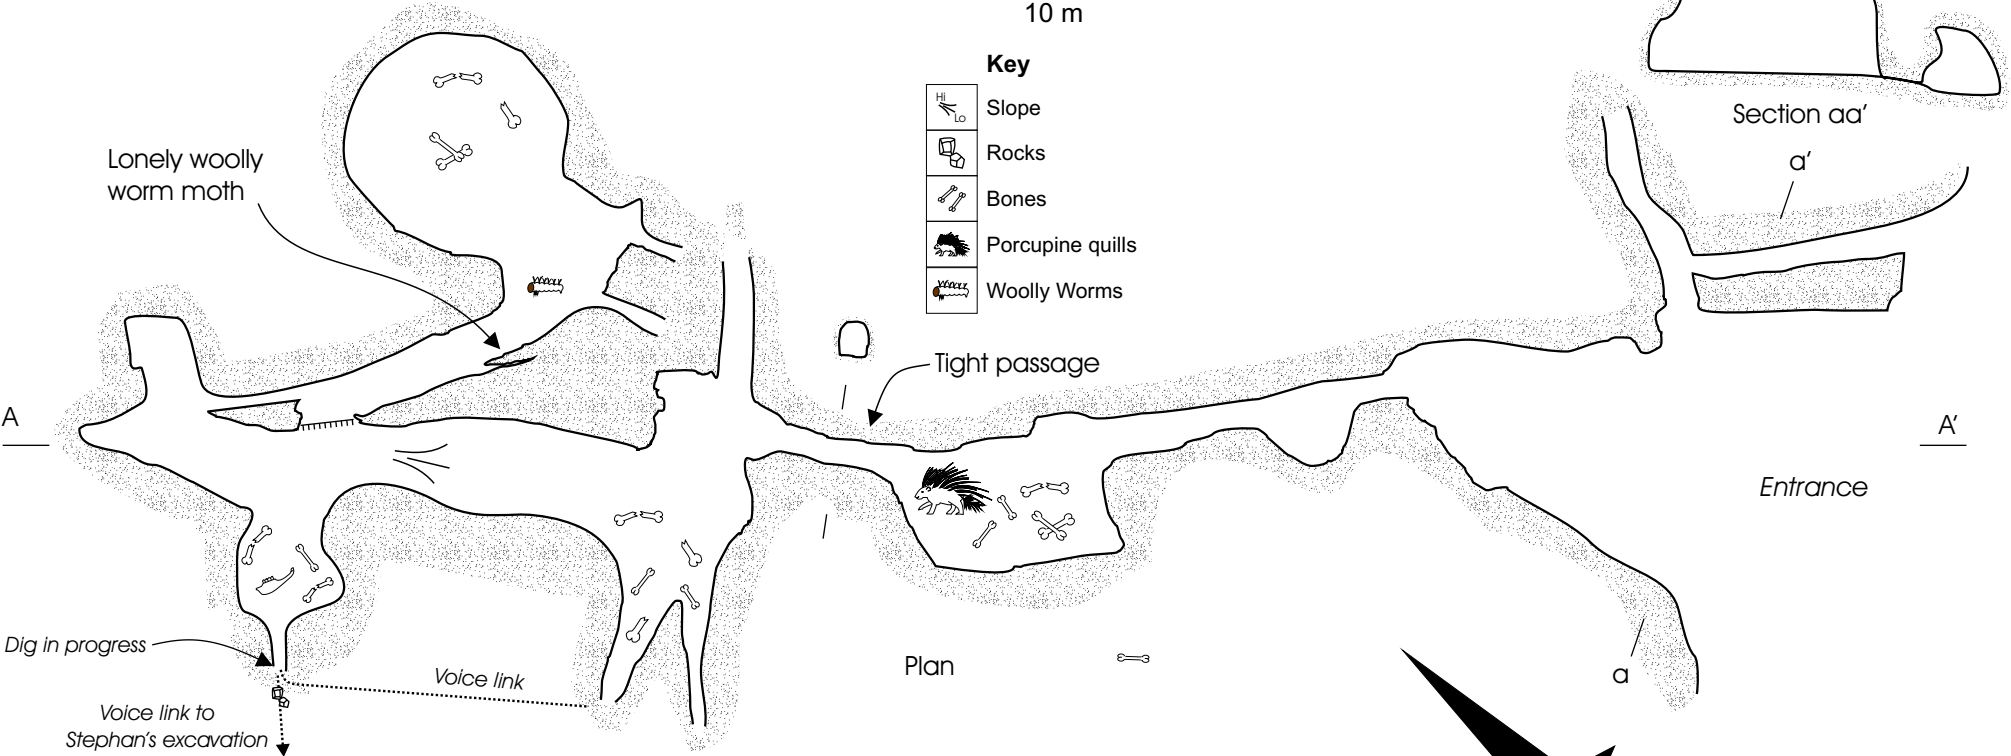 10 m
Key
Hi
LO
Slope
Rocks
Bones
Porcupine quills
Woolly Worms
Section aa'
a'
Lonely woolly
worm moth
Tight passage
A
A'
Entrance
Dig in progress
Voice link
Plan
a
Voice link to
Stephan's excavation